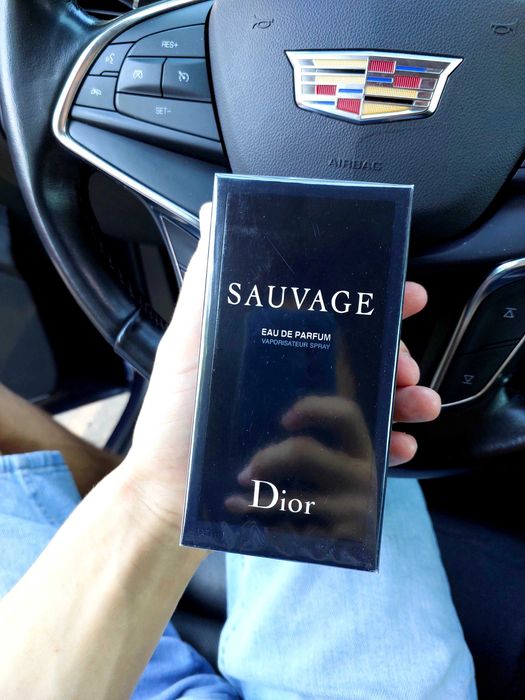 RES+
SET-
AIRBAG
SAUVAGE
EAU DE PARFUM
VAPORISATEUR SPRAY
Dior